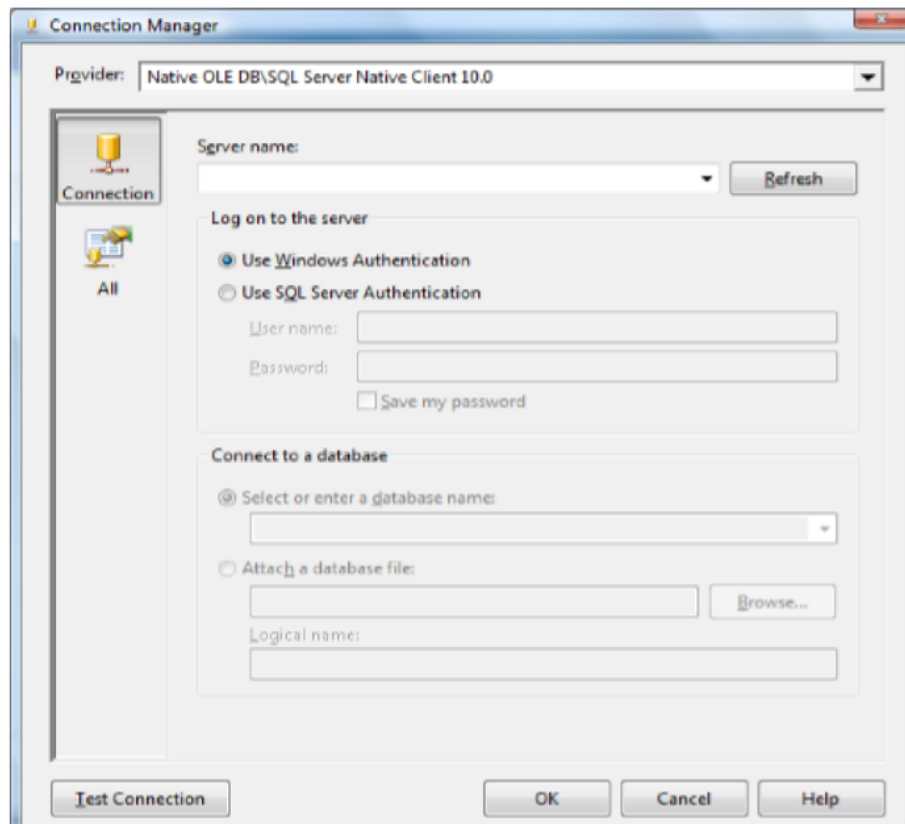 Connection Manager
Provider: Native OLE DB\SQL Server Native Client 10.0
Connection
All
Server name:
Refresh
Log on to the server
Use Windows Authentication
Use SQL Server Authentication
User name:
Password:
Save my password
Connect to a database
Select or enter a database name:
Attach a database file:
Browse...
Logical name:
Test Connection OK Cancel Help